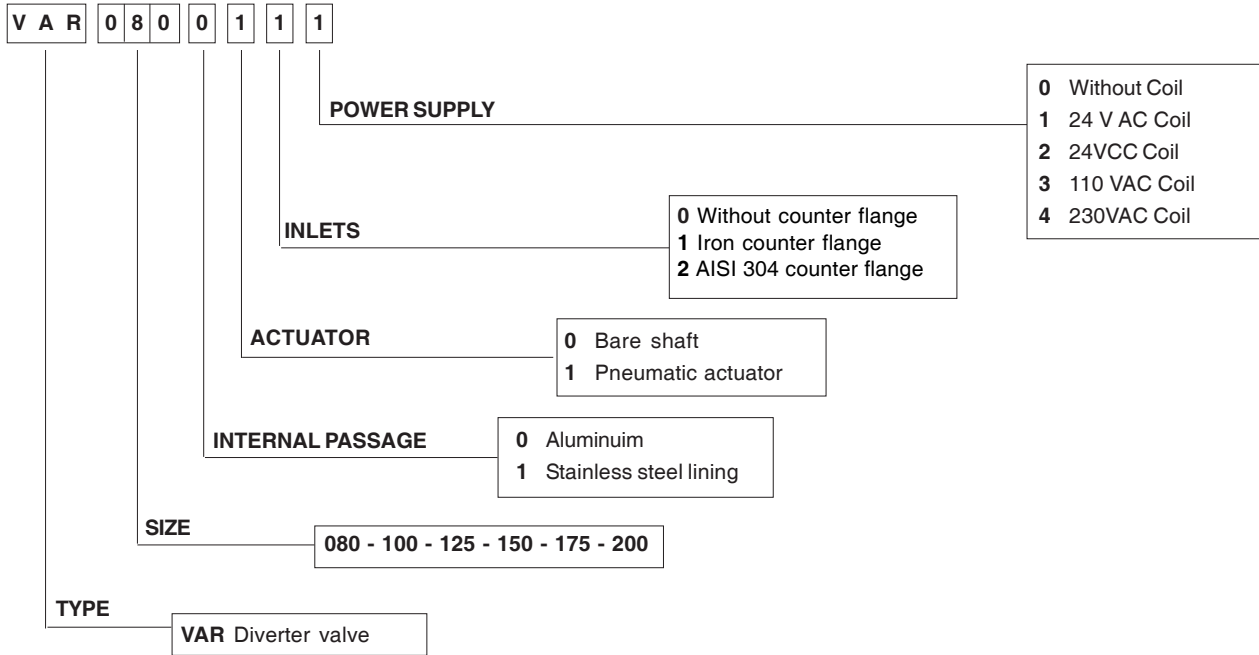 V A R 0 8 0 0 1 1 1
POWER SUPPLY
0 Without Coil
1 24 V AC Coil
2 24VCC Coil
3 110 VAC Coil
4 230VAC Coil
INLETS
0 Without counter flange
1 Iron counter flange
2 AISI 304 counter flange
ACTUATOR
0 Bare shaft
1 Pneumatic actuator
INTERNAL PASSAGE
0 Aluminuim
1 Stainless steel lining
SIZE
080 - 100 - 125 - 150 - 175 - 200
TYPE
VAR Diverter valve